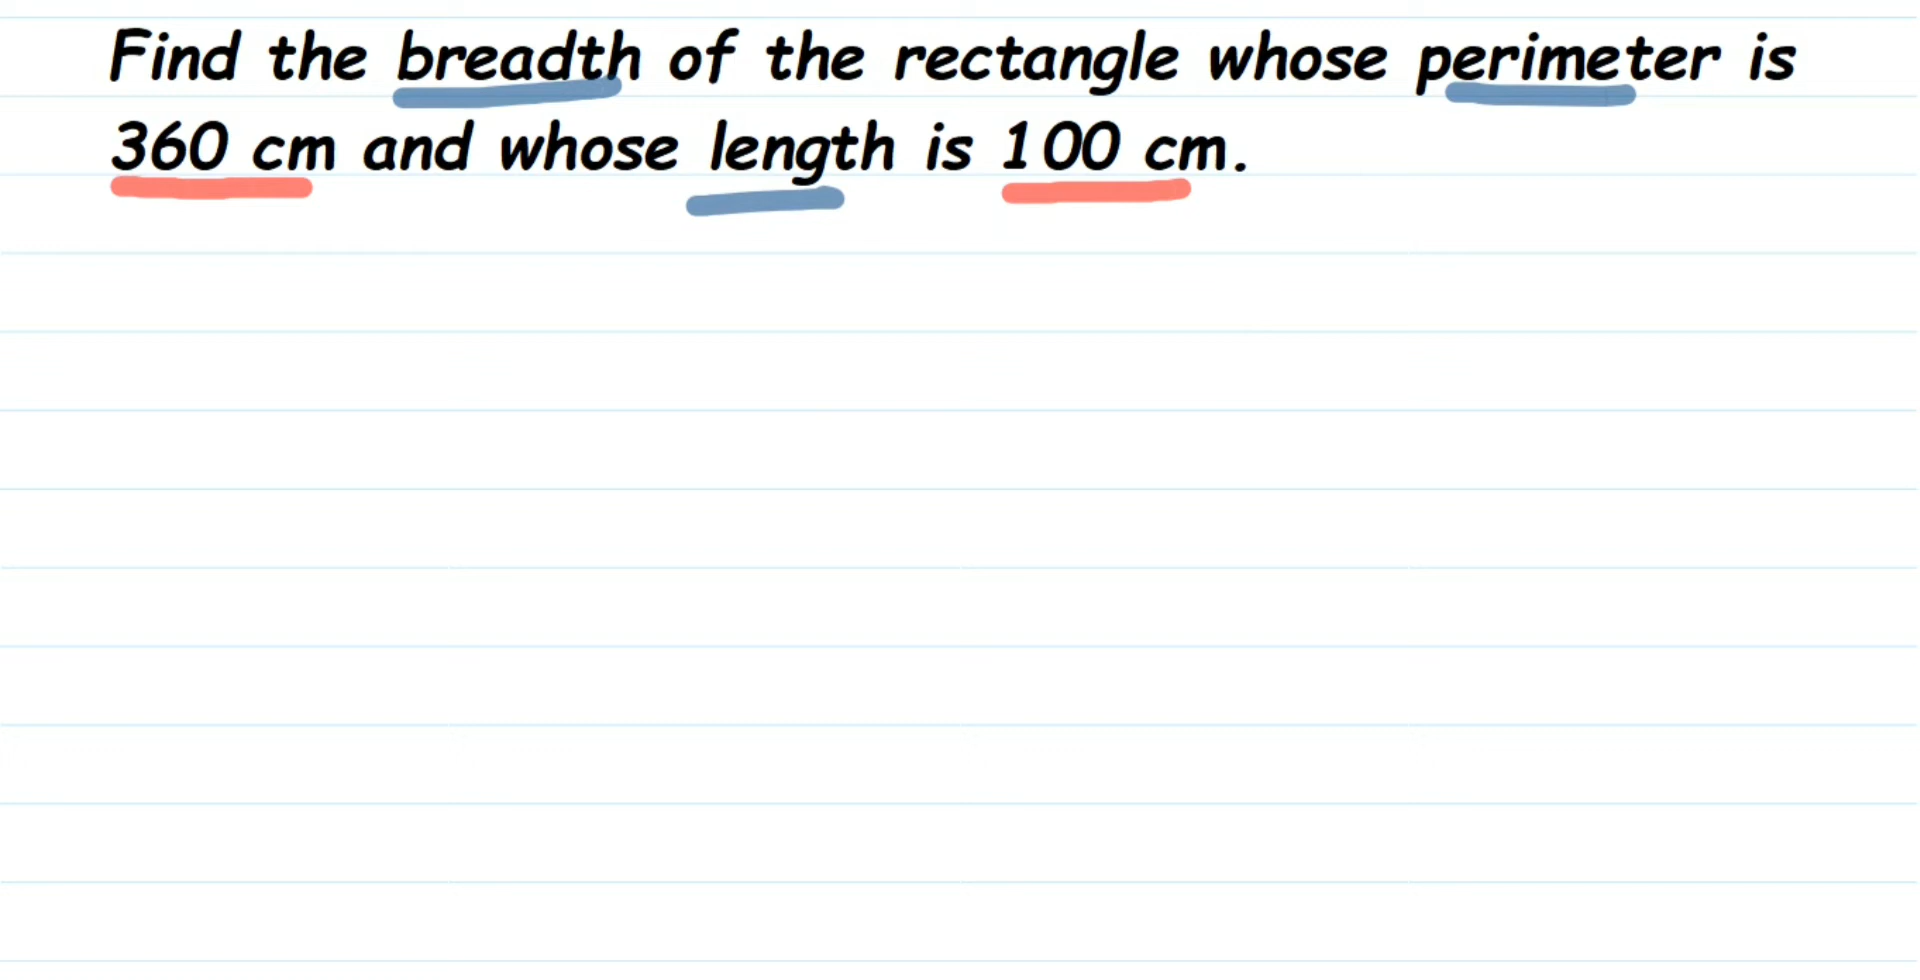 Find the breadth of the rectangle whose perimeter is
360 cm and whose length is 100 cm.